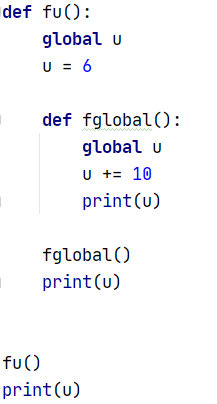 def fu():
    global u
    u = 6
    def fglobal():
        global u
        u += 10
        print(u)
    fglobal()
    print(u)
fu()
print(u)